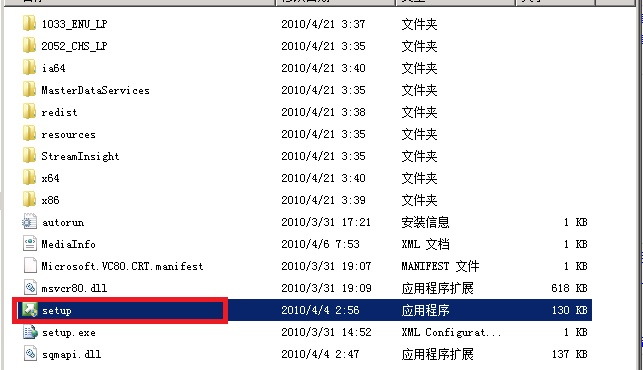 1033_ENU_LP 2010/4/21 3:37 文件夹
2052_CHS_LP 2010/4/21 3:35 文件夹
ia64 2010/4/21 3:40 文件夹
MasterDataServices 2010/4/21 3:35 文件夹
redist 2010/4/21 3:38 文件夹
resources 2010/4/21 3:35 文件夹
StreamInsight 2010/4/21 3:35 文件夹
x64 2010/4/21 3:40 文件夹
x86 2010/4/21 3:39 文件夹
autorun 2010/3/31 17:21 安装信息 1 KB
MediaInfo 2010/4/6 7:53 XML 文档 1 KB
Microsoft.VC80.CRT.manifest 2010/3/31 19:07 MANIFEST 文件 1 KB
msvcr80.dll 2010/3/31 19:09 应用程序扩展 618 KB
setup 2010/4/4 2:56 应用程序 130 KB
setup.exe 2010/3/31 14:52 XML Configurat... 1 KB
sqmapi.dll 2010/4/4 2:47 应用程序扩展 137 KB